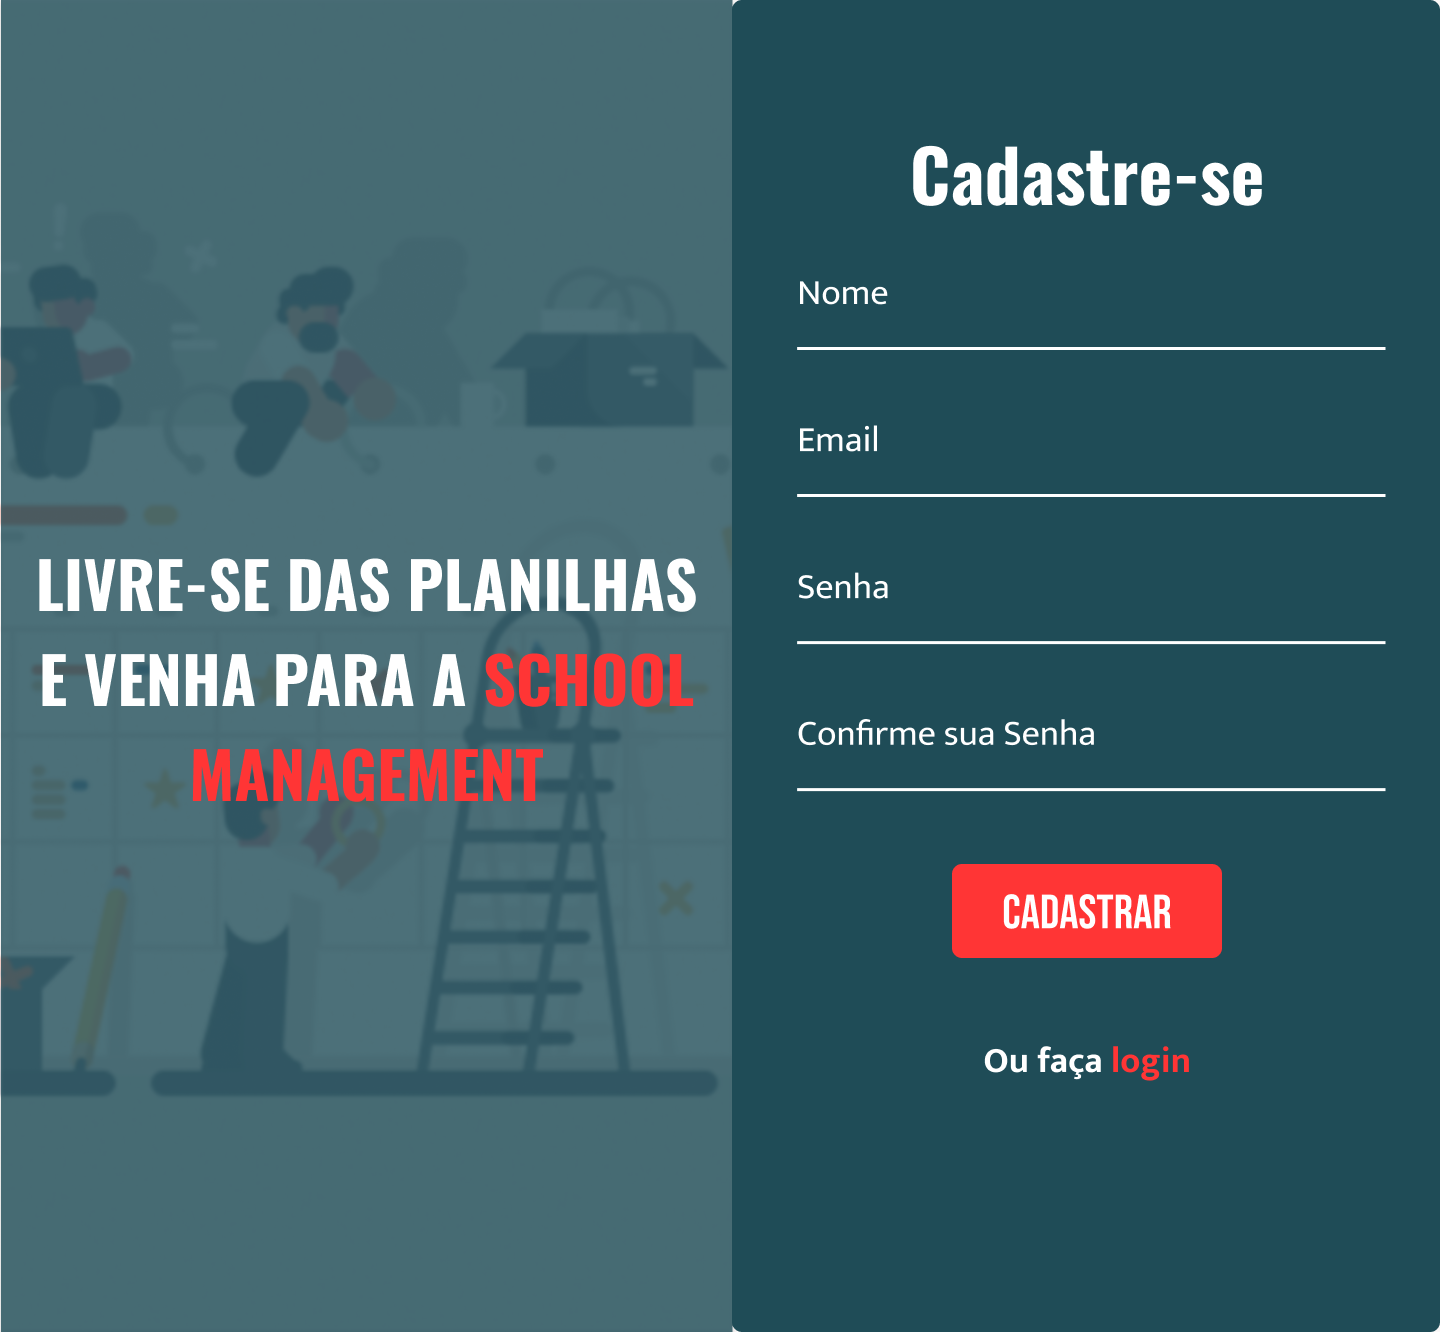 LIVRE-SE DAS PLANILHAS
E VENHA PARA A SCHOOL
MANAGEMENT
Cadastre-se
Nome
Email
Senha
Confirme sua Senha
CADASTRAR
Ou faça login